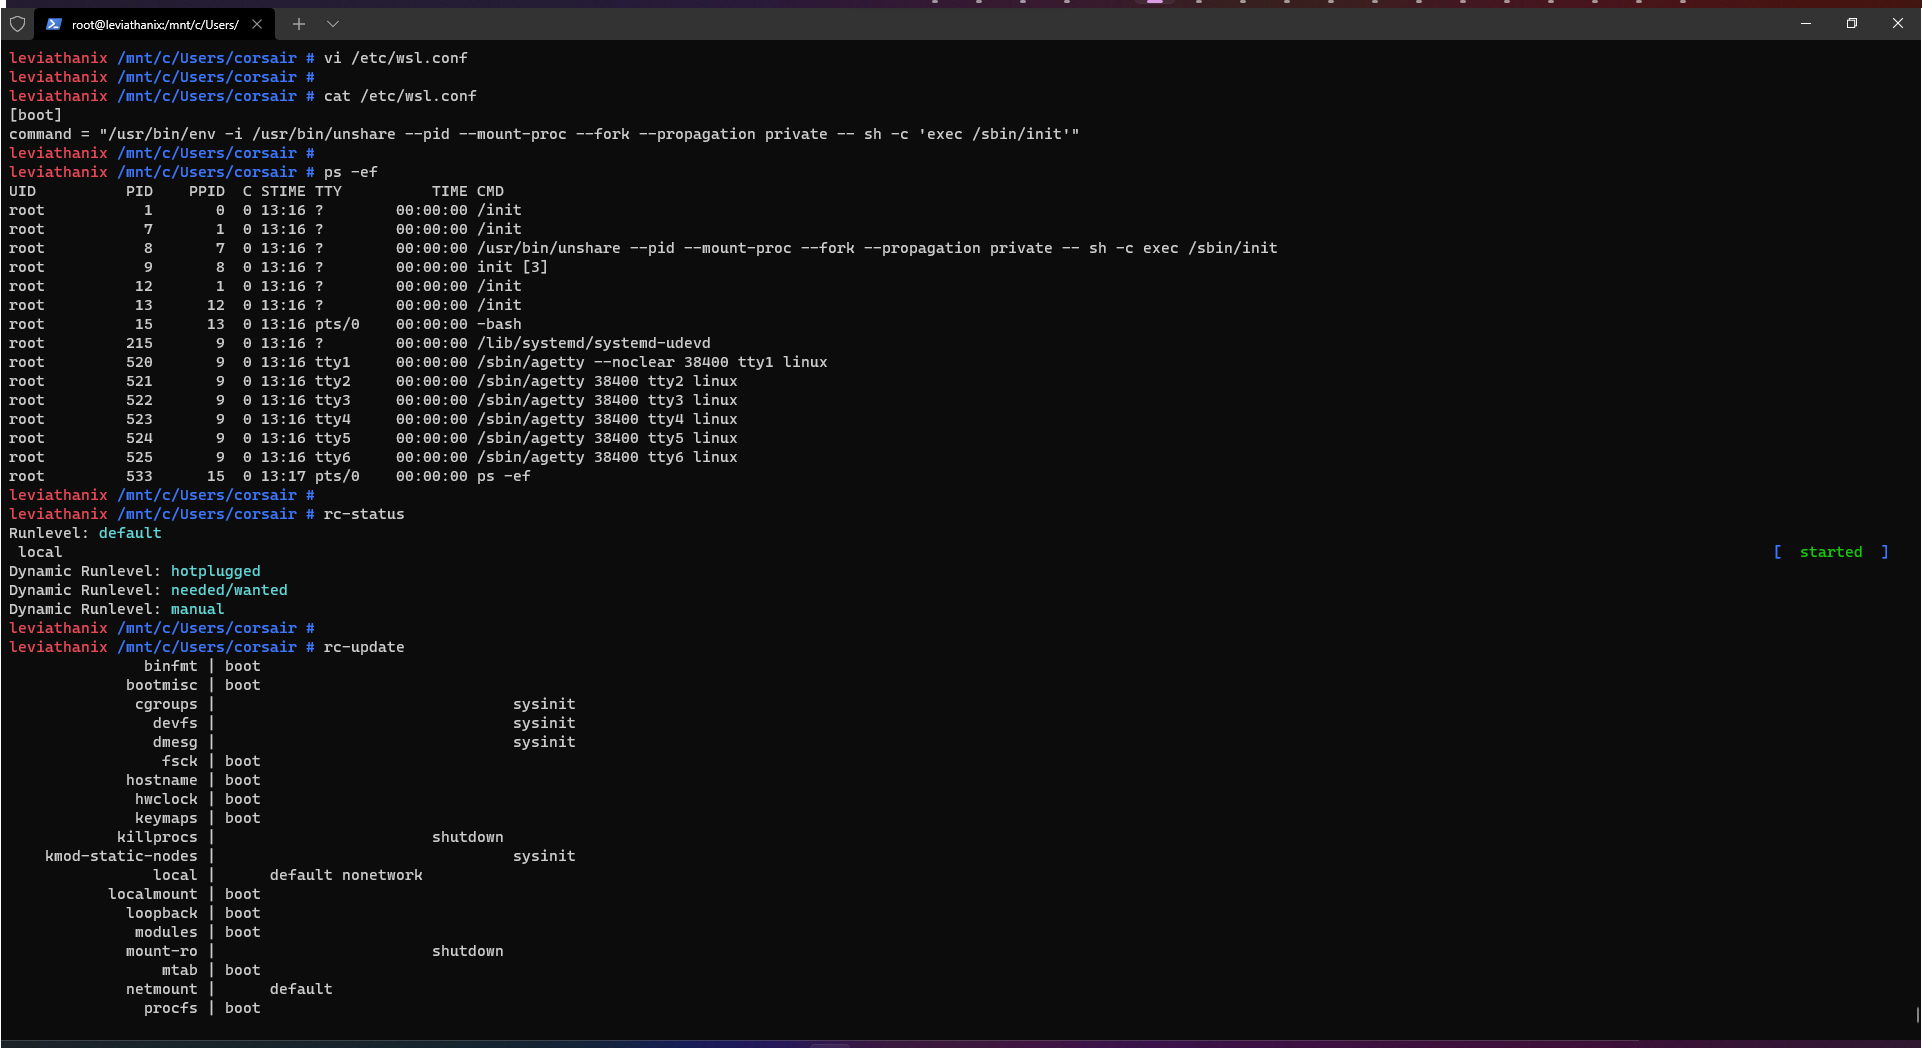 root@leviathanix:/mnt/c/Users/
leviathanix /mnt/c/Users/corsair # vi /etc/wsl.conf
leviathanix /mnt/c/Users/corsair #
leviathanix /mnt/c/Users/corsair # cat /etc/wsl.conf
[boot]
command = "/usr/bin/env -i /usr/bin/unshare --pid --mount-proc --fork --propagation private -- sh -c 'exec /sbin/init'"
leviathanix /mnt/c/Users/corsair #
leviathanix /mnt/c/Users/corsair # ps -ef
UID          PID    PPID  C STIME TTY          TIME CMD
root           1       0  0 13:16 ?        00:00:00 /init
root           7       1  0 13:16 ?        00:00:00 /init
root           8       7  0 13:16 ?        00:00:00 /usr/bin/unshare --pid --mount-proc --fork --propagation private -- sh -c exec /sbin/init
root           9       8  0 13:16 ?        00:00:00 init [3]
root          12       1  0 13:16 ?        00:00:00 /init
root          13      12  0 13:16 ?        00:00:00 /init
root          15      13  0 13:16 pts/0    00:00:00 -bash
root         215       9  0 13:16 ?        00:00:00 /lib/systemd/systemd-udevd
root         520       9  0 13:16 tty1     00:00:00 /sbin/agetty --noclear 38400 tty1 linux
root         521       9  0 13:16 tty2     00:00:00 /sbin/agetty 38400 tty2 linux
root         522       9  0 13:16 tty3     00:00:00 /sbin/agetty 38400 tty3 linux
root         523       9  0 13:16 tty4     00:00:00 /sbin/agetty 38400 tty4 linux
root         524       9  0 13:16 tty5     00:00:00 /sbin/agetty 38400 tty5 linux
root         525       9  0 13:16 tty6     00:00:00 /sbin/agetty 38400 tty6 linux
root         533      15  0 13:17 pts/0    00:00:00 ps -ef
leviathanix /mnt/c/Users/corsair #
leviathanix /mnt/c/Users/corsair # rc-status
Runlevel: default
 local [  started  ]
Dynamic Runlevel: hotplugged
Dynamic Runlevel: needed/wanted
Dynamic Runlevel: manual
leviathanix /mnt/c/Users/corsair #
leviathanix /mnt/c/Users/corsair # rc-update
               binfmt | boot
             bootmisc | boot
              cgroups |                                 sysinit
                devfs |                                 sysinit
                dmesg |                                 sysinit
                 fsck | boot
             hostname | boot
              hwclock | boot
              keymaps | boot
            killprocs |                        shutdown
    kmod-static-nodes |                                 sysinit
                local |      default nonetwork
           localmount | boot
             loopback | boot
              modules | boot
             mount-ro |                        shutdown
                 mtab | boot
             netmount |      default
               procfs | boot